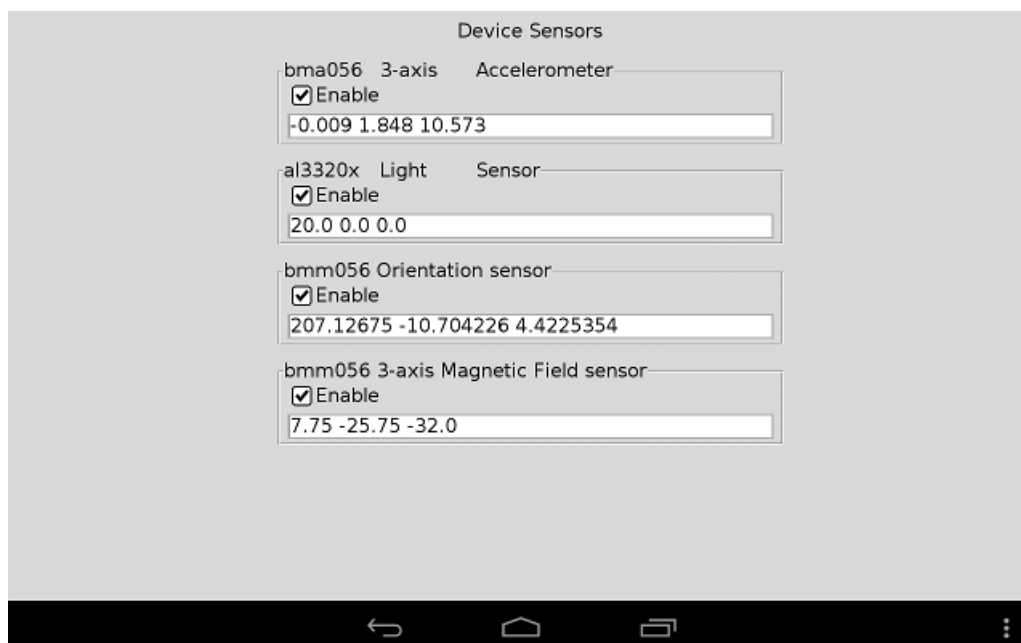 Device Sensors
bma056 3-axis Accelerometer
Enable
-0.009 1.848 10.573
al3320x Light Sensor
Enable
20.0 0.0 0.0
bmm056 Orientation sensor
Enable
207.12675 -10.704226 4.4225354
bmm056 3-axis Magnetic Field sensor
Enable
7.75 -25.75 -32.0